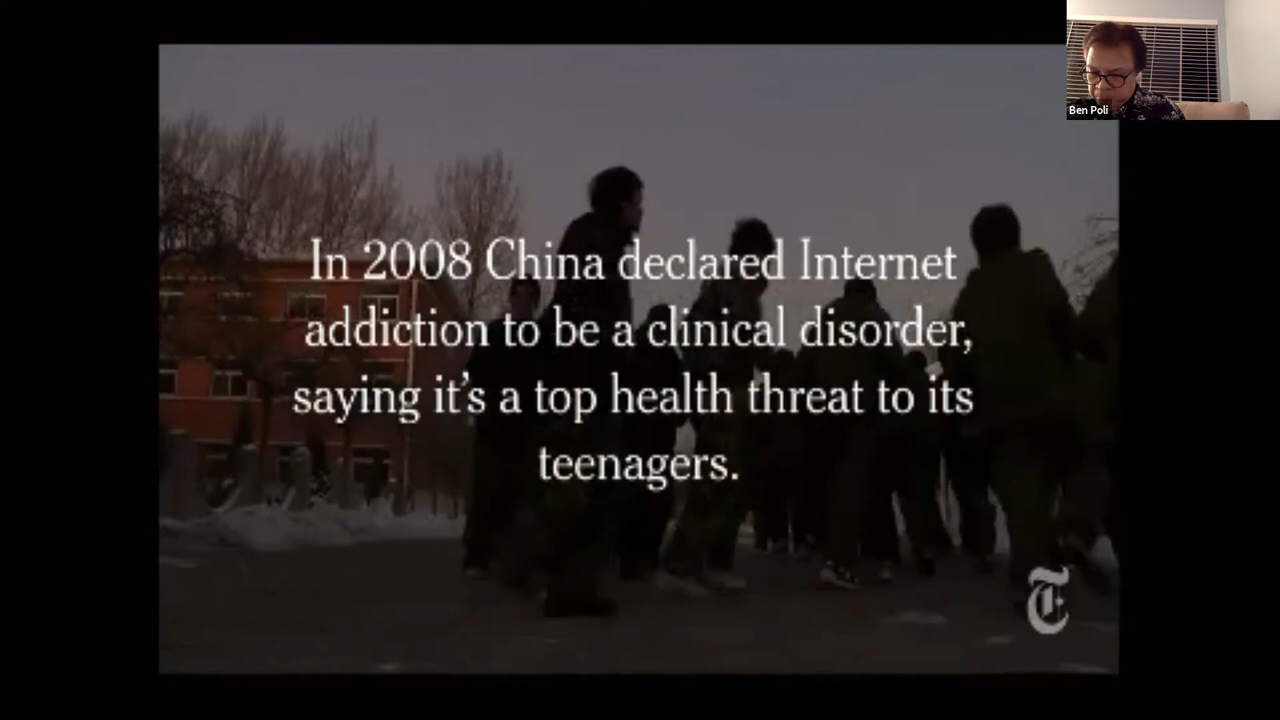 Ben Poli
In 2008 China declared Internet
addiction to be a clinical disorder,
saying it’s a top health threat to its
teenagers.
T